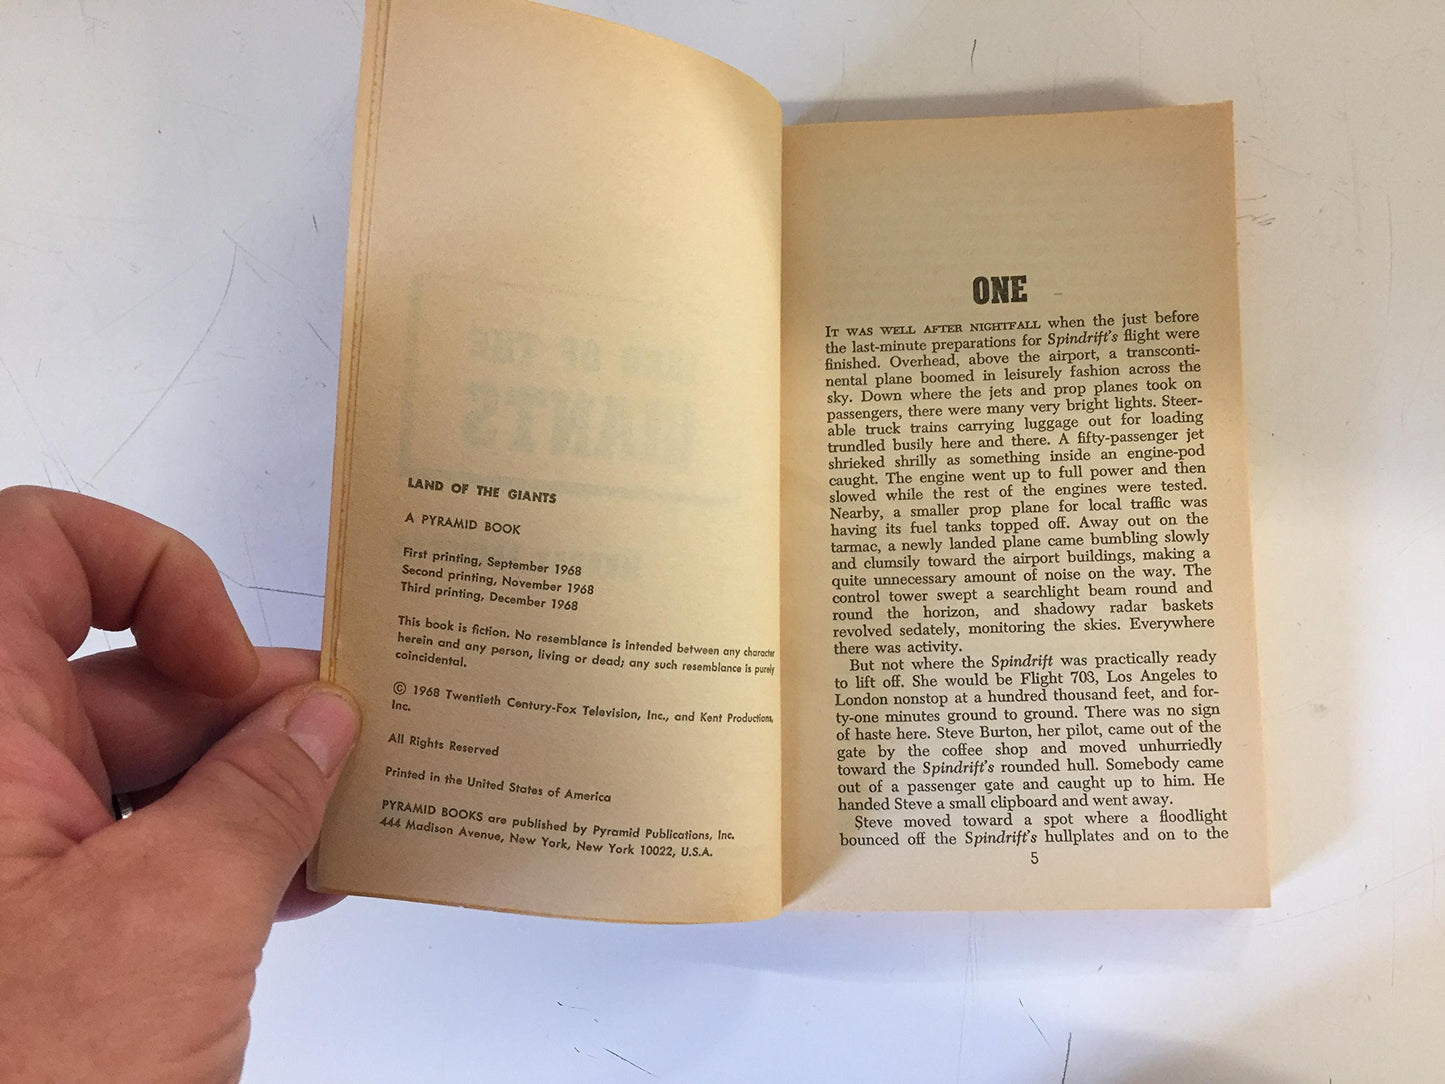 LAND OF THE GIANTS
A PYRAMID BOOK
First printing, September 1968
Second printing, November 1968
Third printing, December 1968
This book is fiction. No resemblance is intended between any character
herein and any person, living or dead; any such resemblance is purely
coincidental.
© 1968 Twentieth Century-Fox Television, Inc., and Kent Productions,
Inc.
All Rights Reserved
Printed in the United States of America
PYRAMID BOOKS are published by Pyramid Publications, Inc.
444 Madison Avenue, New York, New York 10022, U.S.A.
ONE
IT WAS WELL AFTER NIGHTFALL when the just before
the last-minute preparations for Spindrift's flight were
finished. Overhead, above the airport, a transconti-
nental plane boomed in leisurely fashion across the
sky. Down where the jets and prop planes took on
passengers, there were many very bright lights. Steer-
able truck trains carrying luggage out for loading
trundled busily here and there. A fifty-passenger jet
shrieked shrilly as something inside an engine-pod
caught. The engine went up to full power and then
slowed while the rest of the engines were tested.
Nearby, a smaller prop plane for local traffic was
having its fuel tanks topped off. Away out on the
tarmac, a newly landed plane came bumbling slowly
and clumsily toward the airport buildings, making a
quite unnecessary amount of noise on the way. The
control tower swept a searchlight beam round and
round the horizon, and shadowy radar baskets
revolved sedately, monitoring the skies. Everywhere
there was activity.
But not where the Spindrift was practically ready
to lift off. She would be Flight 703, Los Angeles to
London nonstop at a hundred thousand feet, and for-
ty-one minutes ground to ground. There was no sign
of haste here. Steve Burton, her pilot, came out of the
gate by the coffee shop and moved unhurriedly
toward the Spindrift's rounded hull. Somebody came
out of a passenger gate and caught up to him. He
handed Steve a small clipboard and went away.
Steve moved toward a spot where a floodlight
bounced off the Spindrift's hullplates and on to the
5